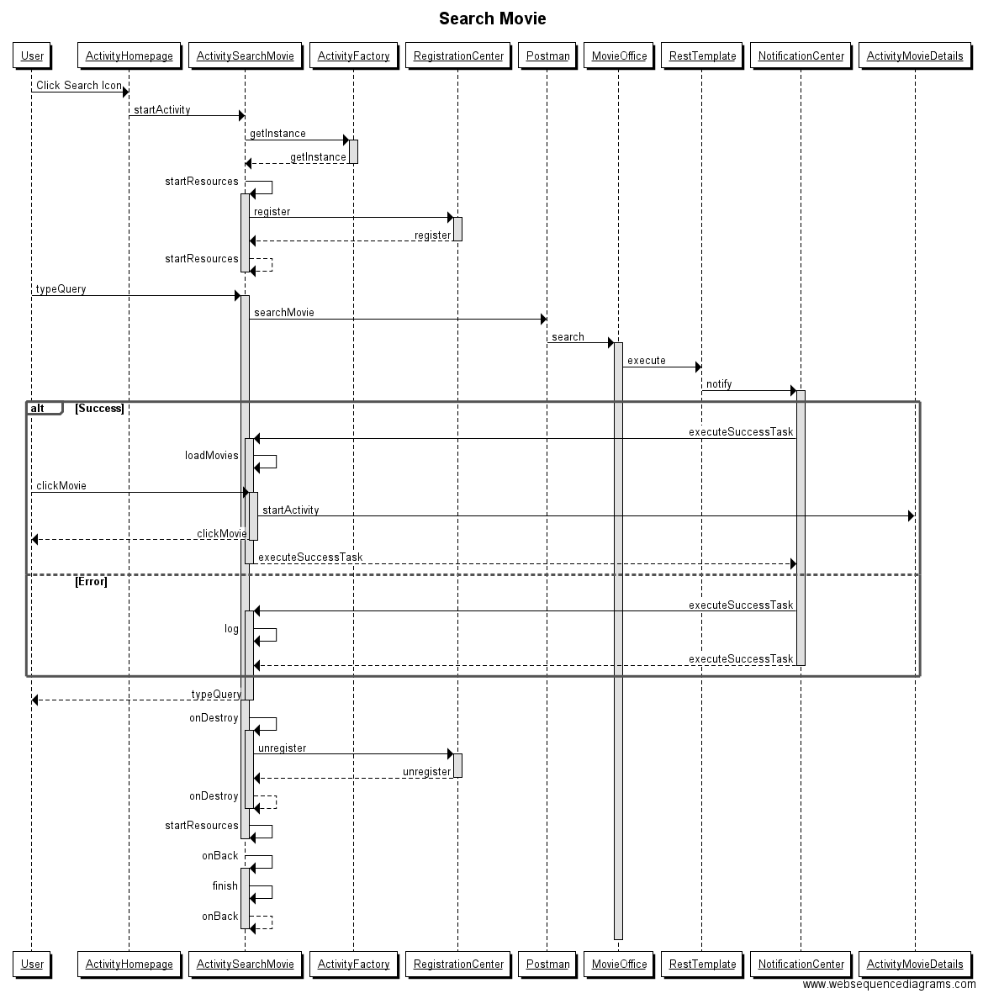 Search Movie
User ActivityHomepage ActivitySearchMovie ActivityFactory RegistrationCenter Postman MovieOffice RestTemplate NotificationCenter ActivityMovieDetails
Click Search Icon
startActivity
getInstance
getInstance
startResources
register
register
startResources
typeQuery
searchMovie
search
execute
notify
alt [Success]
executeSuccessTask
loadMovies
clickMovie
startActivity
clickMovie
executeSuccessTask
[Error]
executeSuccessTask
log
executeSuccessTask
typeQuery
onDestroy
unregister
unregister
onDestroy
startResources
onBack
finish
onBack
User ActivityHomepage ActivitySearchMovie ActivityFactory RegistrationCenter Postman MovieOffice RestTemplate NotificationCenter ActivityMovieDetails
www.websequencediagrams.com